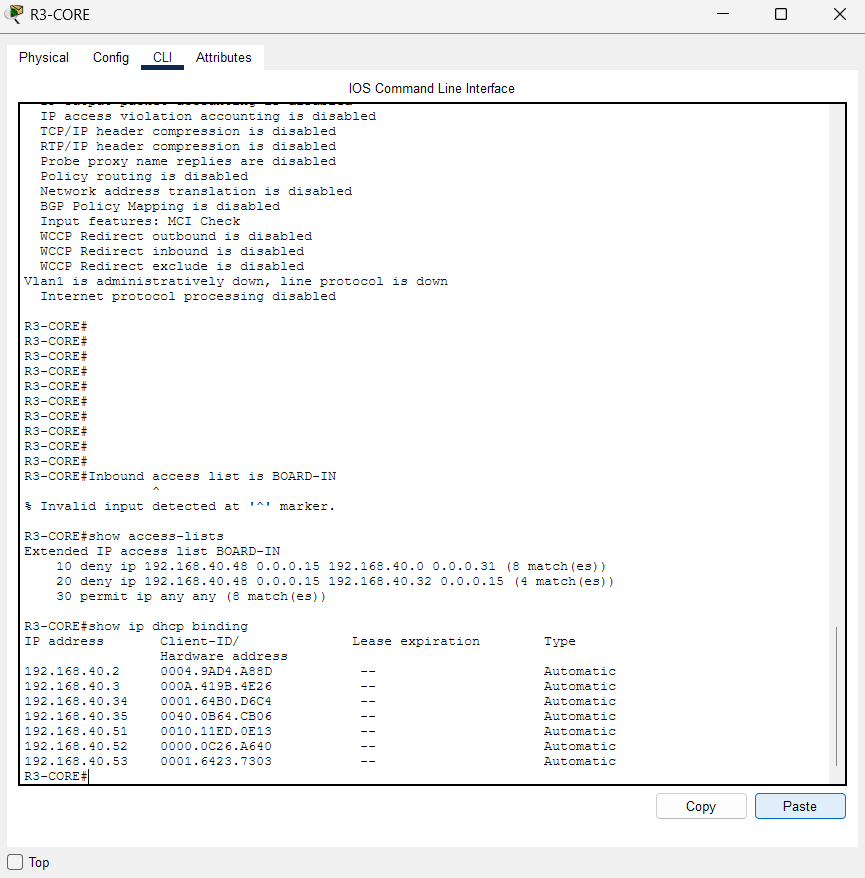 R3-CORE
Physical Config CLI Attributes
IOS Command Line Interface
IP output packet accounting is disabled
IP access violation accounting is disabled
TCP/IP header compression is disabled
RTP/IP header compression is disabled
Probe proxy name replies are disabled
Policy routing is disabled
Network address translation is disabled
BGP Policy Mapping is disabled
Input features: MCI Check
WCCP Redirect outbound is disabled
WCCP Redirect inbound is disabled
WCCP Redirect exclude is disabled
Vlan1 is administratively down, line protocol is down
Internet protocol processing disabled
R3-CORE#
R3-CORE#
R3-CORE#
R3-CORE#
R3-CORE#
R3-CORE#
R3-CORE#
R3-CORE#
R3-CORE#
R3-CORE#
R3-CORE#Inbound access list is BOARD-IN
^
% Invalid input detected at '^' marker.
R3-CORE#show access-lists
Extended IP access list BOARD-IN
10 deny ip 192.168.40.48 0.0.0.15 192.168.40.0 0.0.0.31 (8 match(es))
20 deny ip 192.168.40.48 0.0.0.15 192.168.40.32 0.0.0.15 (4 match(es))
30 permit ip any any (8 match(es))
R3-CORE#show ip dhcp binding
IP address Client-ID/ Lease expiration Type
Hardware address
192.168.40.2 0004.9AD4.A88D -- Automatic
192.168.40.3 000A.419B.4E26 -- Automatic
192.168.40.34 0001.64B0.D6C4 -- Automatic
192.168.40.35 0040.0B64.CB06 -- Automatic
192.168.40.51 0010.11ED.0E13 -- Automatic
192.168.40.52 0000.0C26.A640 -- Automatic
192.168.40.53 0001.6423.7303 -- Automatic
R3-CORE#
Copy Paste
Top